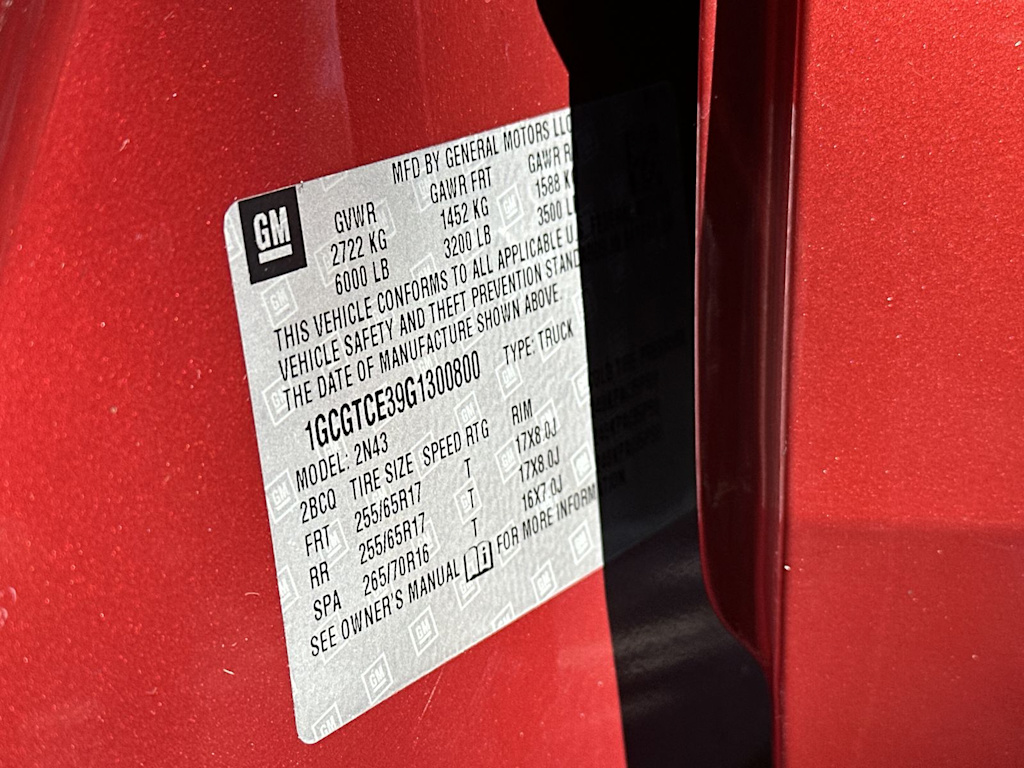 MFD BY GENERAL MOTORS LLC
GM
GVWR GAWR FRT GAWR
2722 KG 1452 KG 1588
6000 LB 3200 LB 3500
THIS VEHICLE CONFORMS TO ALL APPLICABLE
VEHICLE SAFETY AND THEFT PREVENTION
THE DATE OF MANUFACTURE SHOWN ABOVE.
1GCGTCE39G1300800 TYPE: TRUCK
MODEL: 2N43
2BCQ TIRE SIZE SPEED RTG RIM
FRT 255/65R17 T 17X8.0J
RR 255/65R17 T 17X8.0J
SPA 265/70R16 T 16X7.0J
SEE OWNER'S MANUAL FOR MORE INFORMATION